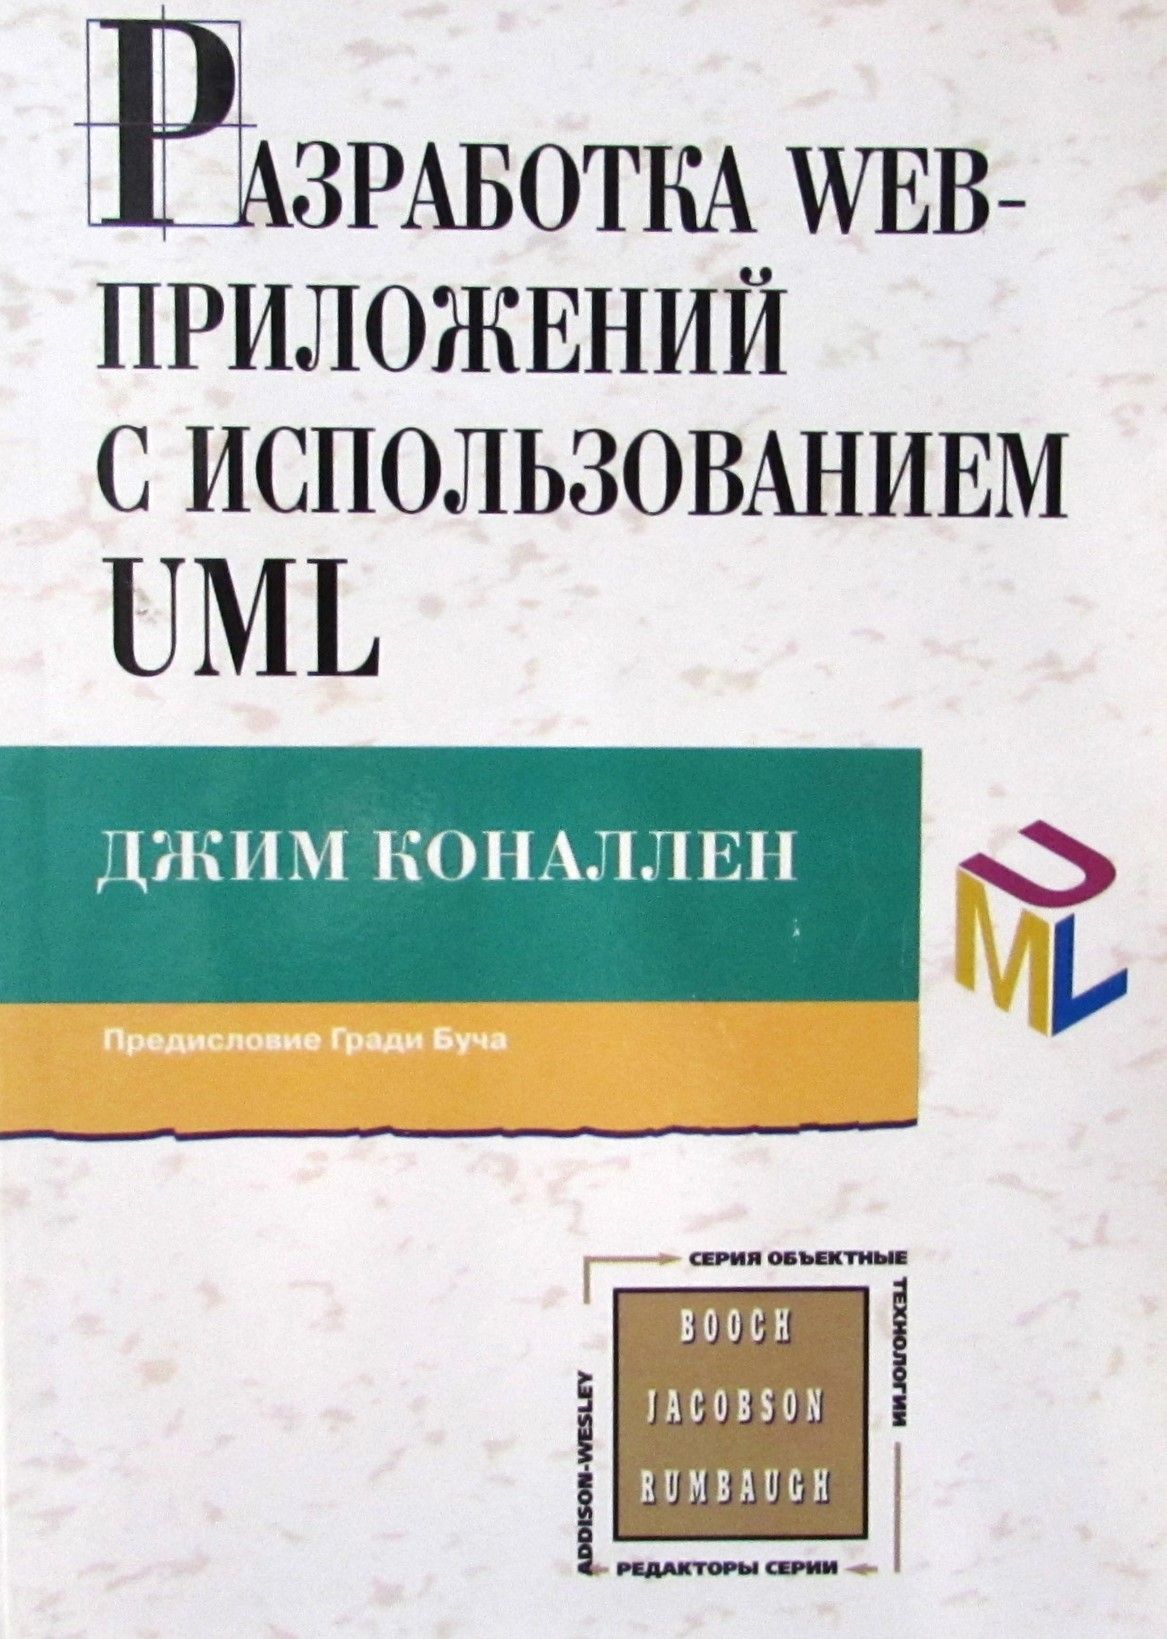 РАЗРАБОТКА WEB-
ПРИЛОЖЕНИЙ
С ИСПОЛЬЗОВАНИЕМ
UML
ДЖИМ КОНАЛЛЕН
UML
Предисловие Гради Буча
СЕРИЯ ОБЪЕКТНЫЕ
ТЕХНОЛОГИИ
BOOCH
JACOBSON
RUMBAUGH
ADDISON-WESLEY
РЕДАКТОРЫ СЕРИИ